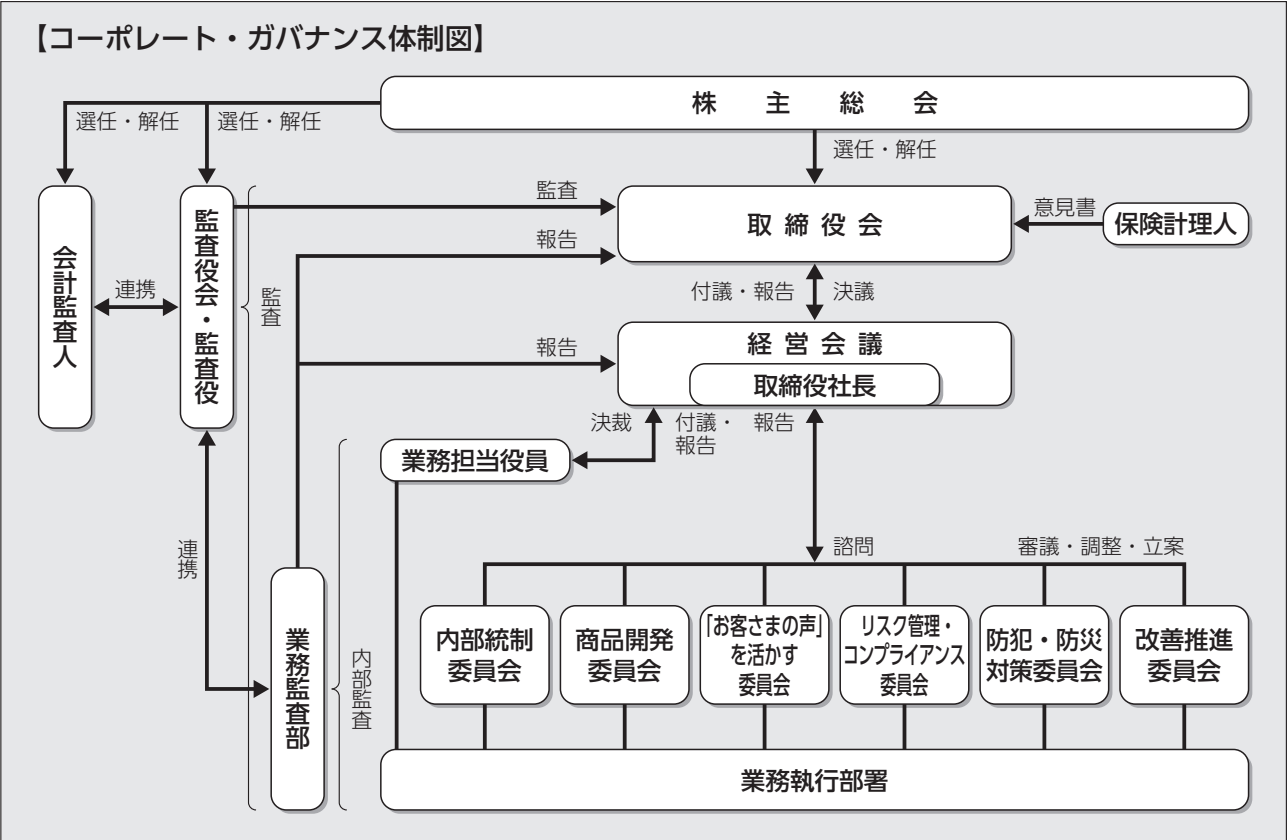 【コーポレート・ガバナンス体制図】
株主総会
選任・解任
選任・解任
選任・解任
監査
取締役会
意見書
保険計理人
報告
会計監査人
連携
監査役会・監査役
監査
付議・報告
決議
経営会議
取締役社長
報告
決裁
付議・
報告
報告
業務担当役員
連携
諮問
審議・調整・立案
業務監査部
内部監査
内部統制
委員会
商品開発
委員会
「お客さまの声」
を活かす
委員会
リスク管理・
コンプライアンス
委員会
防犯・防災
対策委員会
改善推進
委員会
業務執行部署